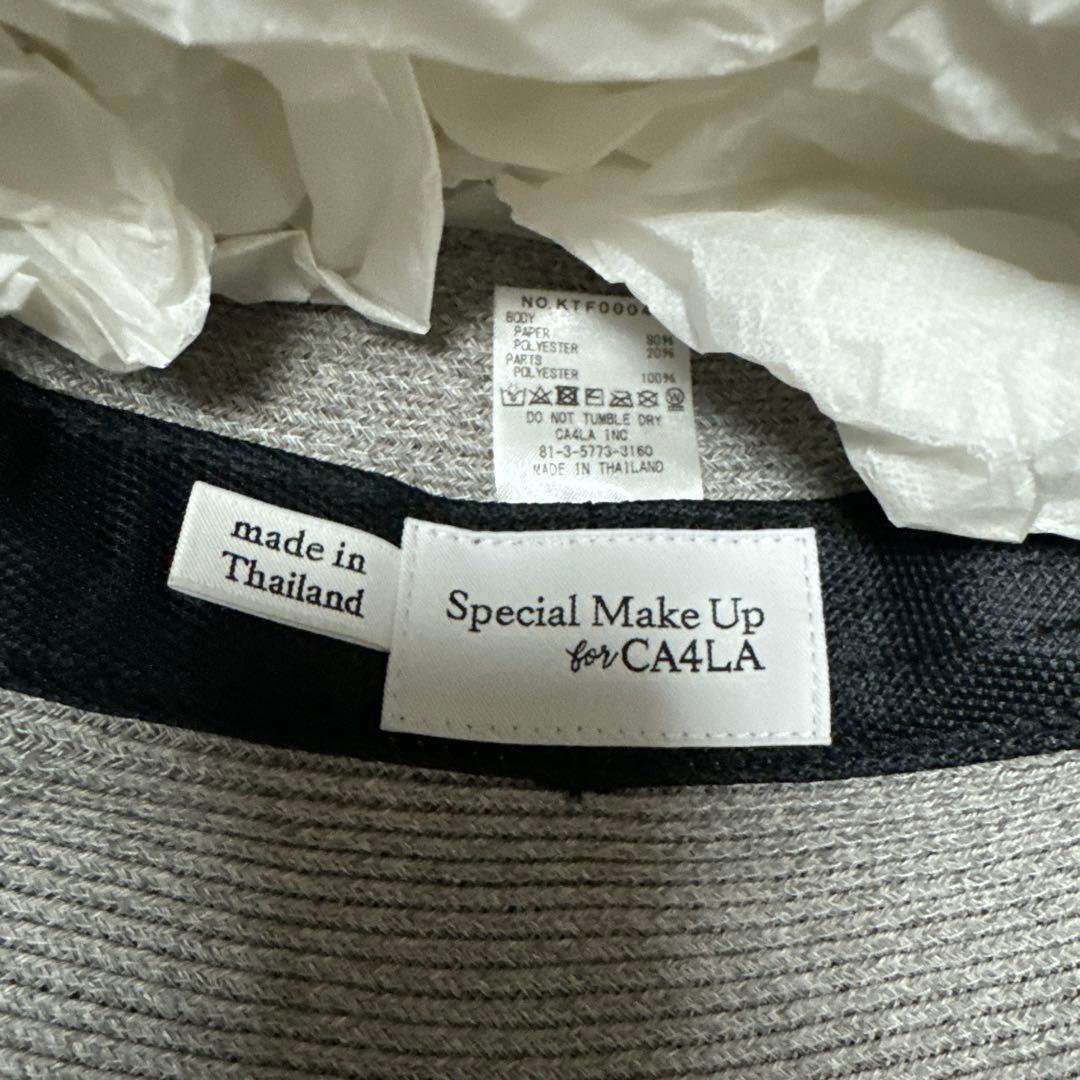 NO.KTF0004
BODY
PAPER 80%
POLYESTER 20%
PARTS
POLYESTER 100%
DO NOT TUMBLE DRY
CA4LA INC
81-3-5773-3160
MADE IN THAILAND
made in
Thailand
Special Make Up
for CA4LA